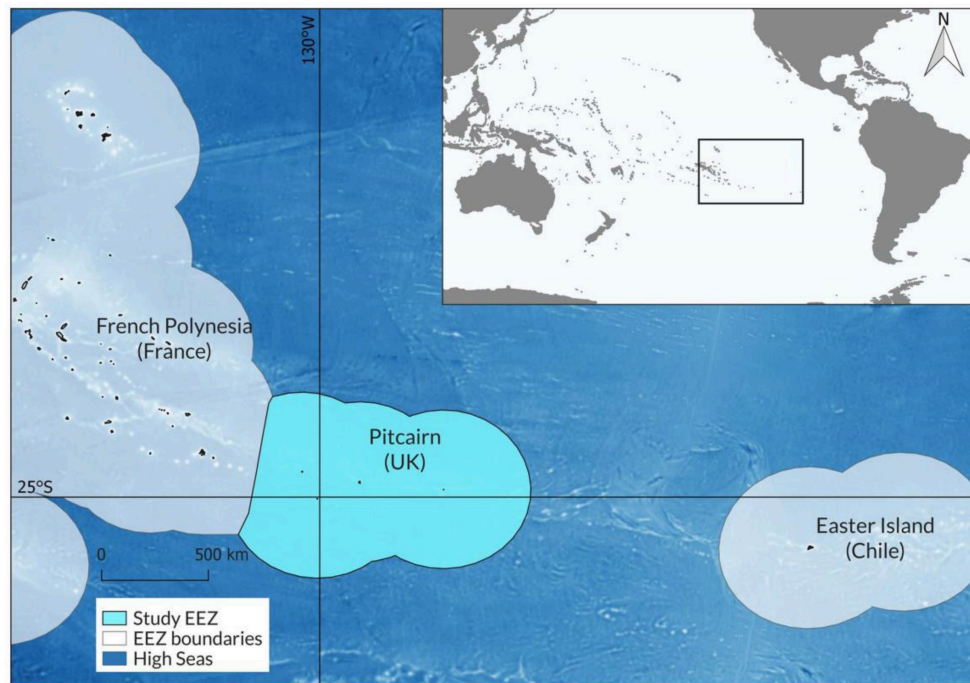 130°W
N
French Polynesia
(France)
Pitcairn
(UK)
25°S
Easter Island
(Chile)
0 500 km
Study EEZ
EEZ boundaries
High Seas